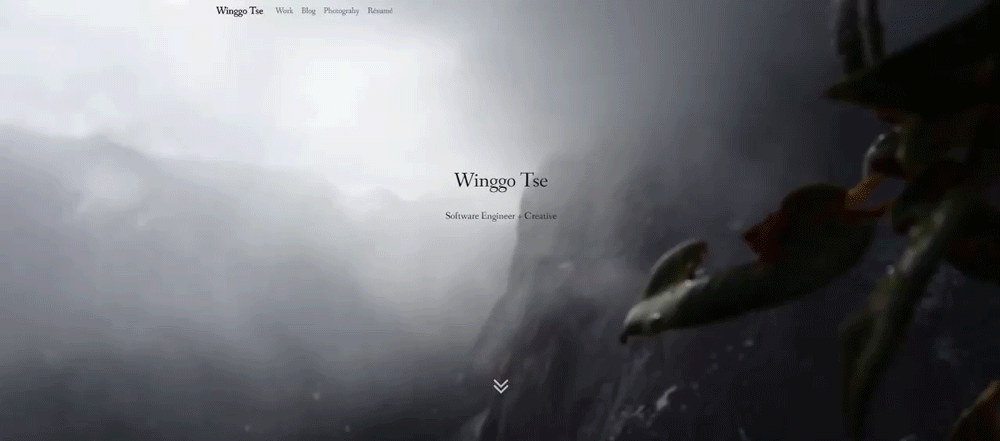 Winggo Tse Work Blog Photograhy Résumé
Winggo Tse
Software Engineer + Creative